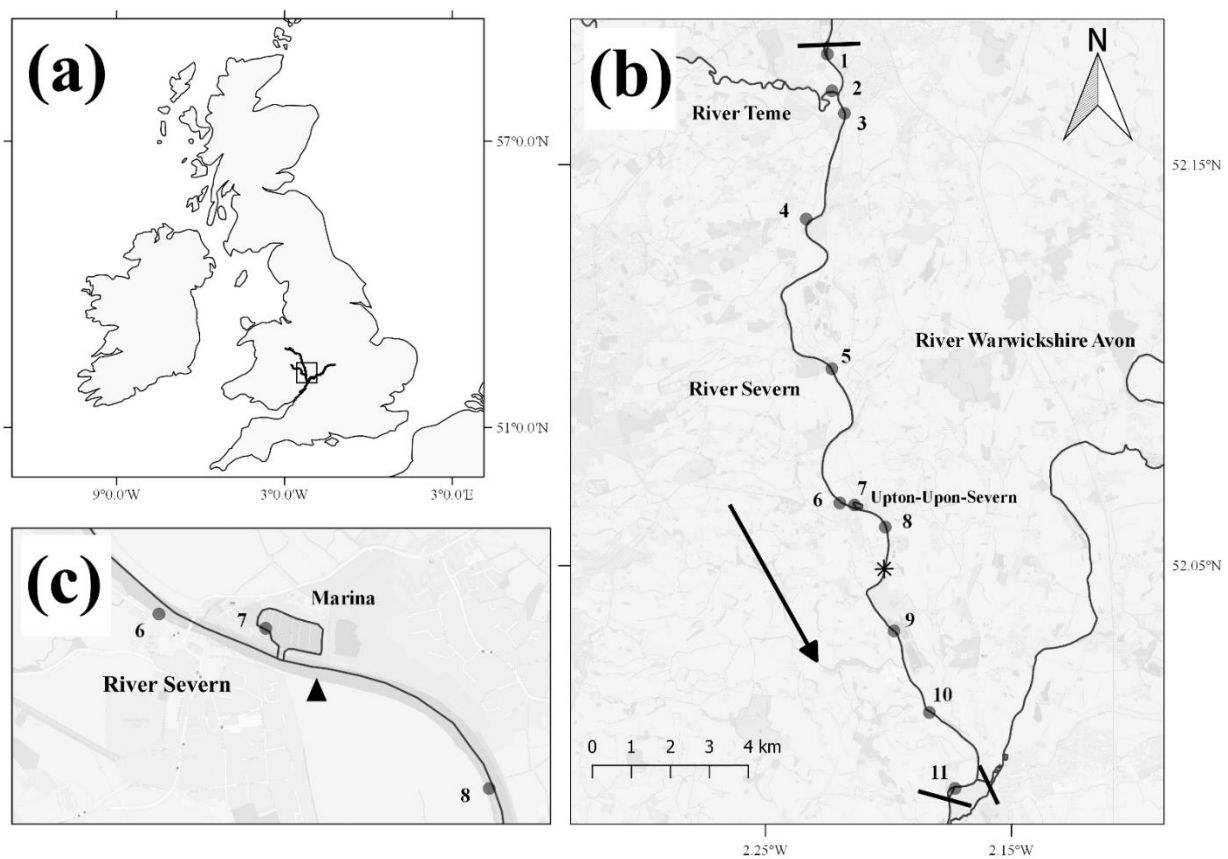 (a)
57°0.0'N
51°0.0'N
9°0.0'W
3°0.0'W
3°0.0'E
(b)
N
1
2
River Teme
3
52.15°N
4
River Warwickshire Avon
5
River Severn
6
7
Upton-Upon-Severn
8
52.05°N
9
10
0 1 2 3 4 km
11
2.25°W
2.15°W
(c)
Marina
6
7
River Severn
8